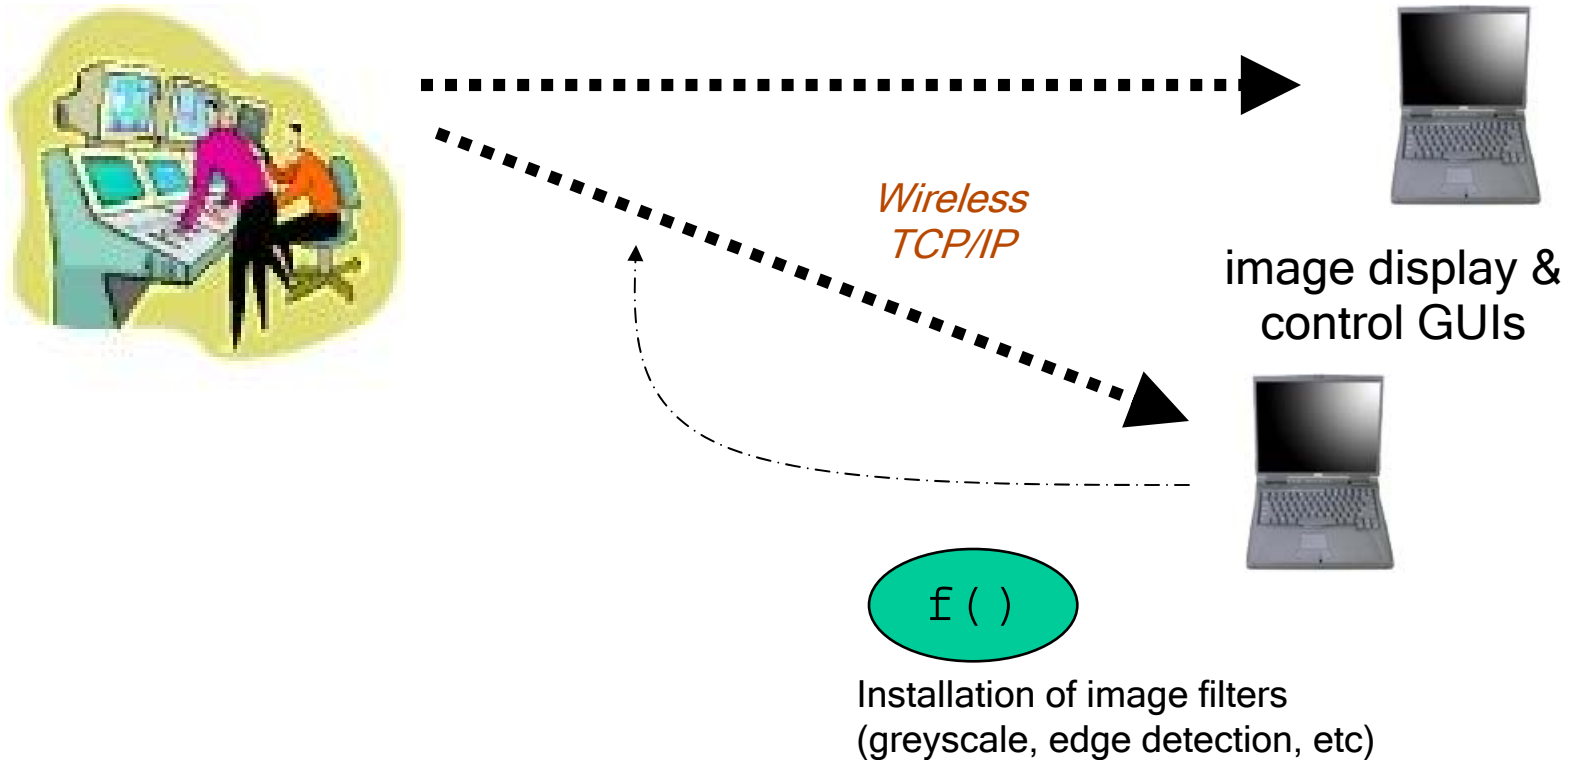 Wireless
TCP/IP
image display &
control GUIs
f()
Installation of image filters
(greyscale, edge detection, etc)